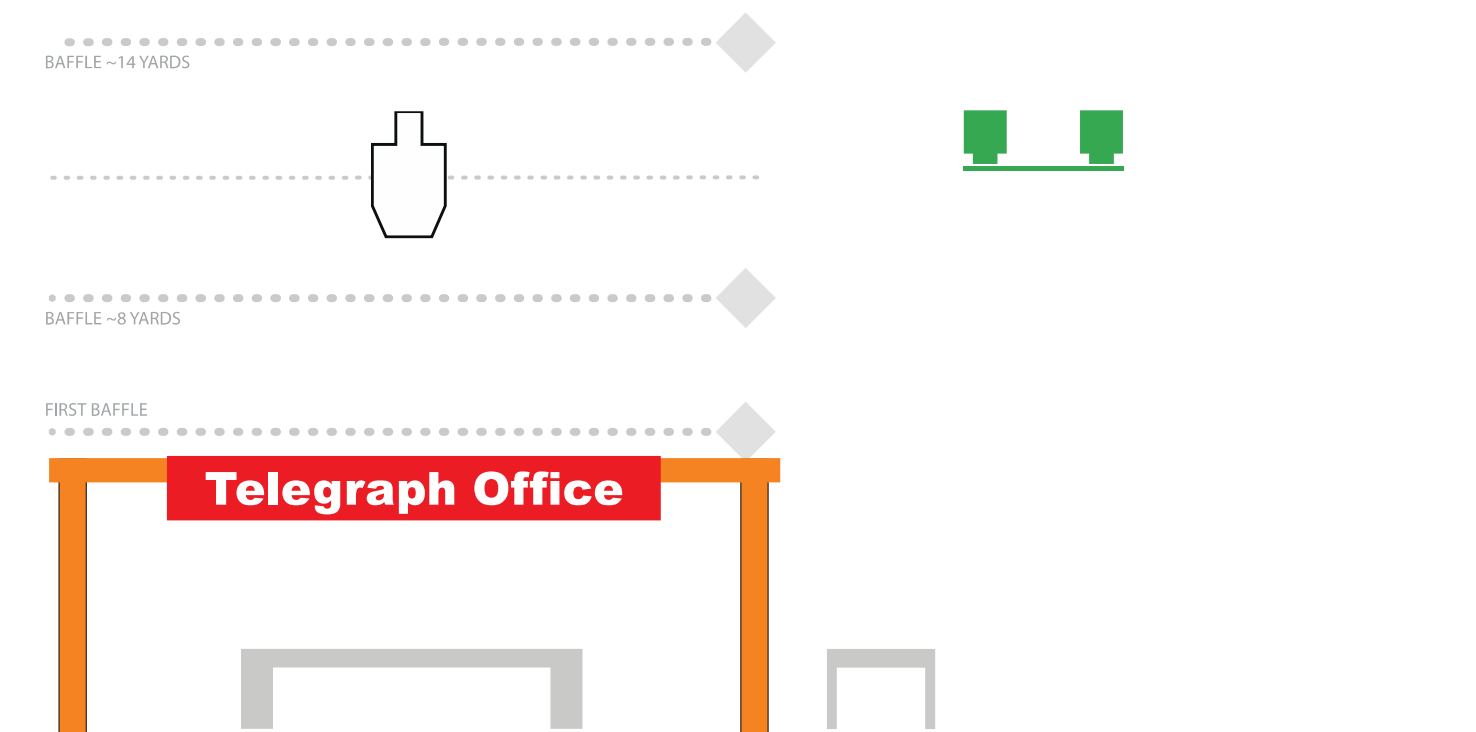 BAFFLE ~14 YARDS
BAFFLE ~8 YARDS
FIRST BAFFLE
Telegraph Office